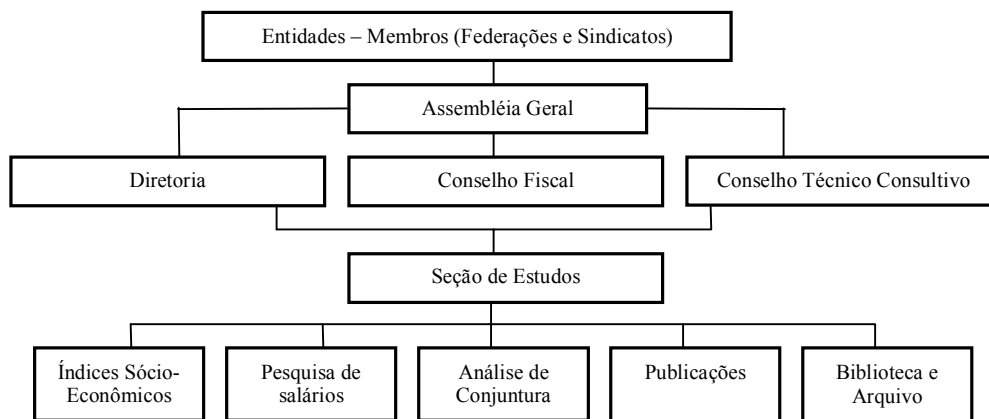 Entidades – Membros (Federações e Sindicatos)
Assembléia Geral
Diretoria
Conselho Fiscal
Conselho Técnico Consultivo
Seção de Estudos
Índices Sócio-
Econômicos
Pesquisa de
salários
Análise de
Conjuntura
Publicações
Biblioteca e
Arquivo